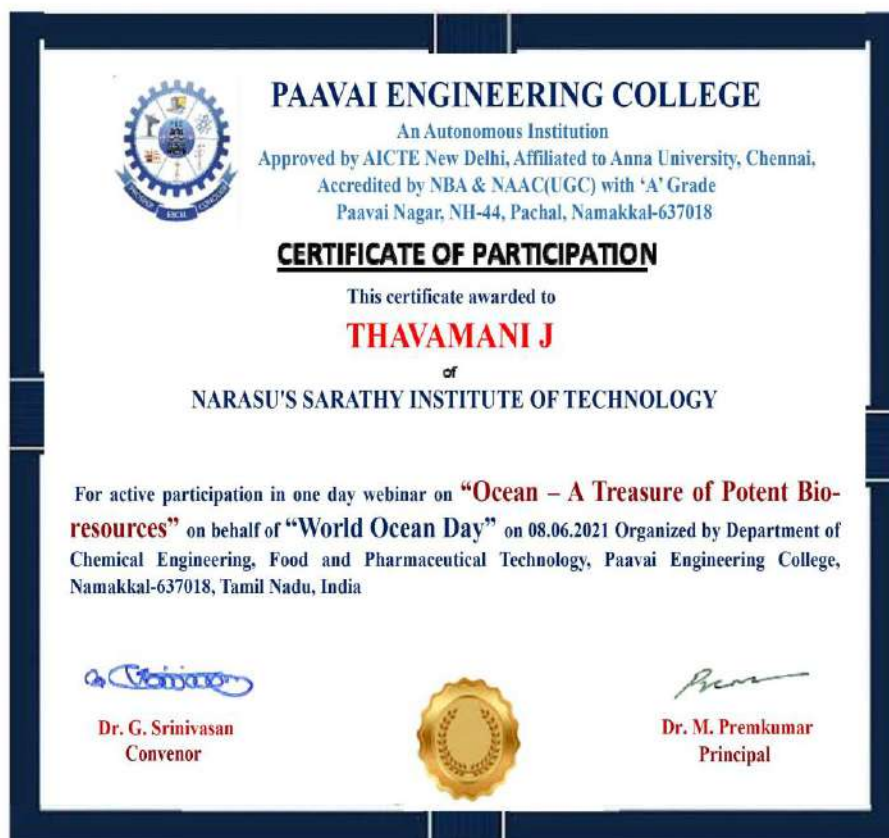 PAAVAI ENGINEERING COLLEGE
An Autonomous Institution
Approved by AICTE New Delhi, Affiliated to Anna University, Chennai,
Accredited by NBA & NAAC(UGC) with ‘A’ Grade
Paavai Nagar, NH-44, Pachal, Namakkal-637018
CERTIFICATE OF PARTICIPATION
This certificate awarded to
THAVAMANI J
of
NARASU'S SARATHY INSTITUTE OF TECHNOLOGY
For active participation in one day webinar on “Ocean – A Treasure of Potent Bio-
resources” on behalf of “World Ocean Day” on 08.06.2021 Organized by Department of
Chemical Engineering, Food and Pharmaceutical Technology, Paavai Engineering College,
Namakkal-637018, Tamil Nadu, India
Dr. G. Srinivasan
Convenor
Dr. M. Premkumar
Principal